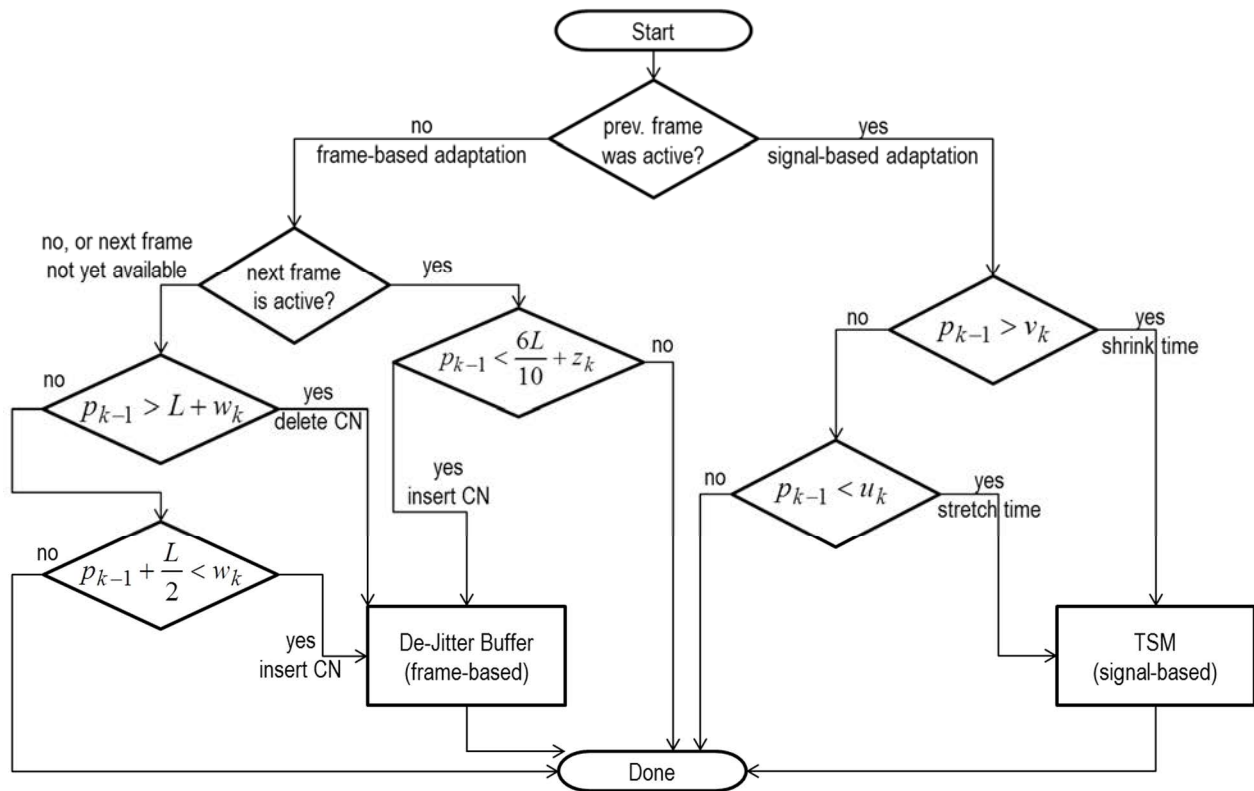 Start
prev. frame
was active?
no
frame-based adaptation
yes
signal-based adaptation
no, or next frame
not yet available
next frame
is active?
yes
p_{k-1} > v_k
no
yes
shrink time
p_{k-1} < \frac{6L}{10} + z_k
no
no
p_{k-1} > L + w_k
yes
delete CN
yes
insert CN
no
p_{k-1} < u_k
yes
stretch time
no
p_{k-1} + \frac{L}{2} < w_k
yes
insert CN
De-Jitter Buffer
(frame-based)
TSM
(signal-based)
Done